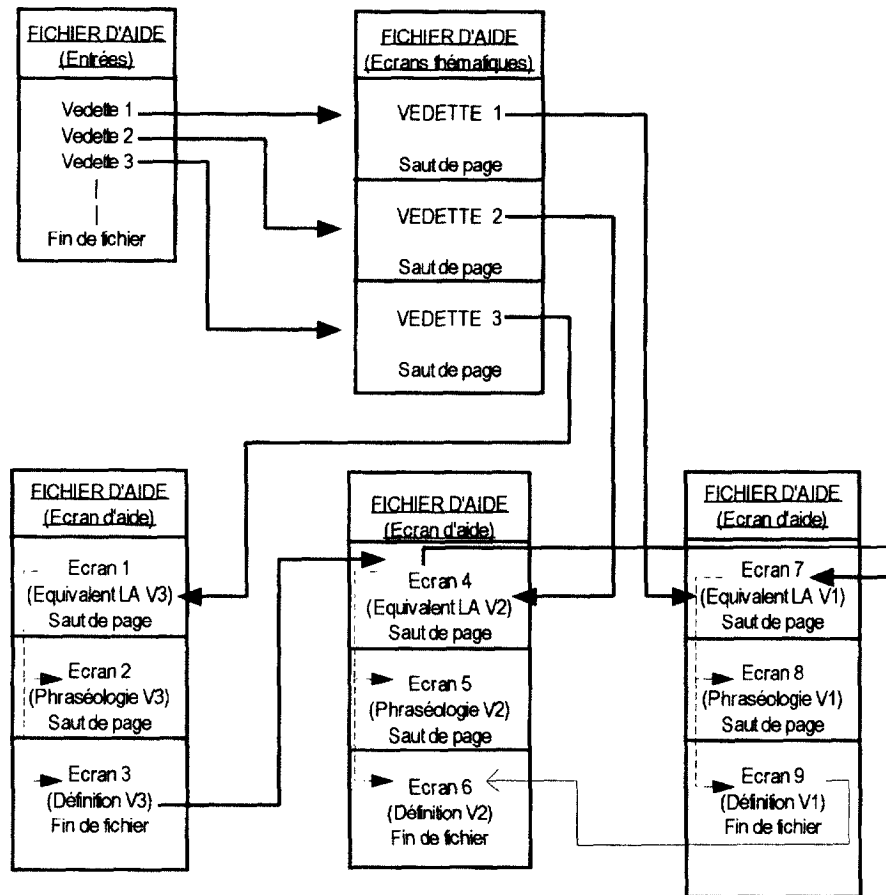 FICHIER D'AIDE
(Entrées)
Vedette 1
Vedette 2
Vedette 3
Fin de fichier
FICHIER D'AIDE
(Ecrans thématiques)
VEDETTE 1
Saut de page
VEDETTE 2
Saut de page
VEDETTE 3
Saut de page
FICHIER D'AIDE
(Ecran d'aide)
Ecran 1
(Equivalent LA V3)
Saut de page
Ecran 2
(Phraséologie V3)
Saut de page
Ecran 3
(Définition V3)
Fin de fichier
FICHIER D'AIDE
(Ecran d'aide)
Ecran 4
(Equivalent LA V2)
Saut de page
Ecran 5
(Phraséologie V2)
Saut de page
Ecran 6
(Définition V2)
Fin de fichier
FICHIER D'AIDE
(Ecran d'aide)
Ecran 7
(Equivalent LA V1)
Saut de page
Ecran 8
(Phraséologie V1)
Saut de page
Ecran 9
(Définition V1)
Fin de fichier